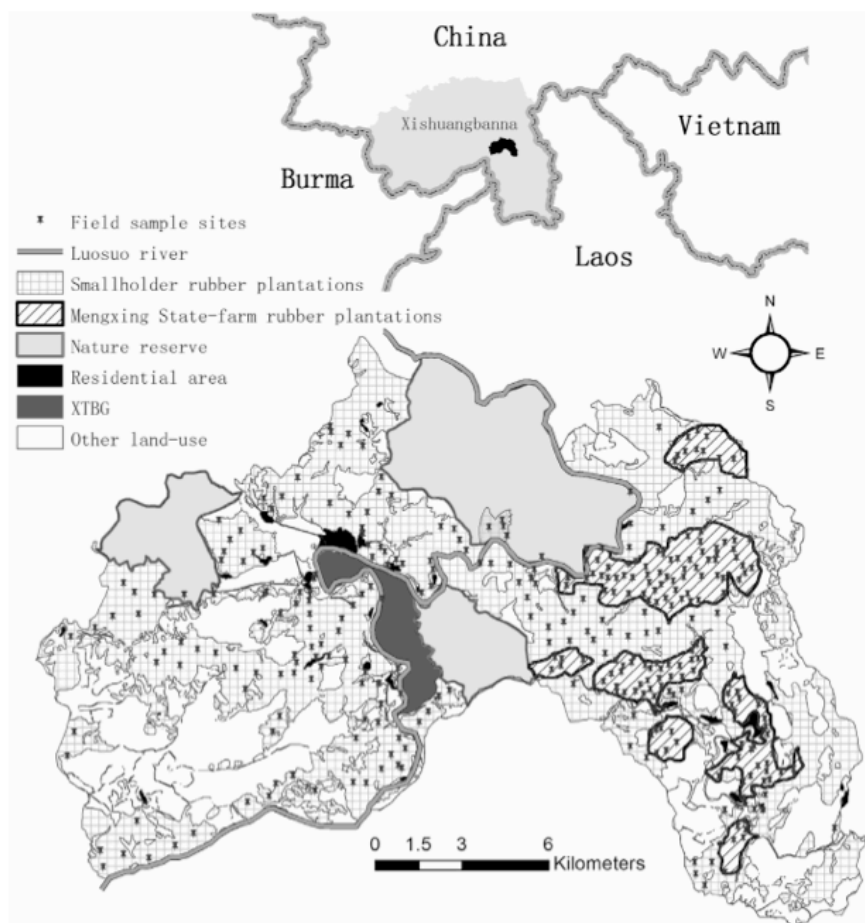 China
Xishuangbanna
Vietnam
Burma
Laos
Field sample sites
Luosuo river
Smallholder rubber plantations
Mengxing State-farm rubber plantations
Nature reserve
Residential area
XTBG
Other land-use
N
W E
S
0 1.5 3 6
Kilometers